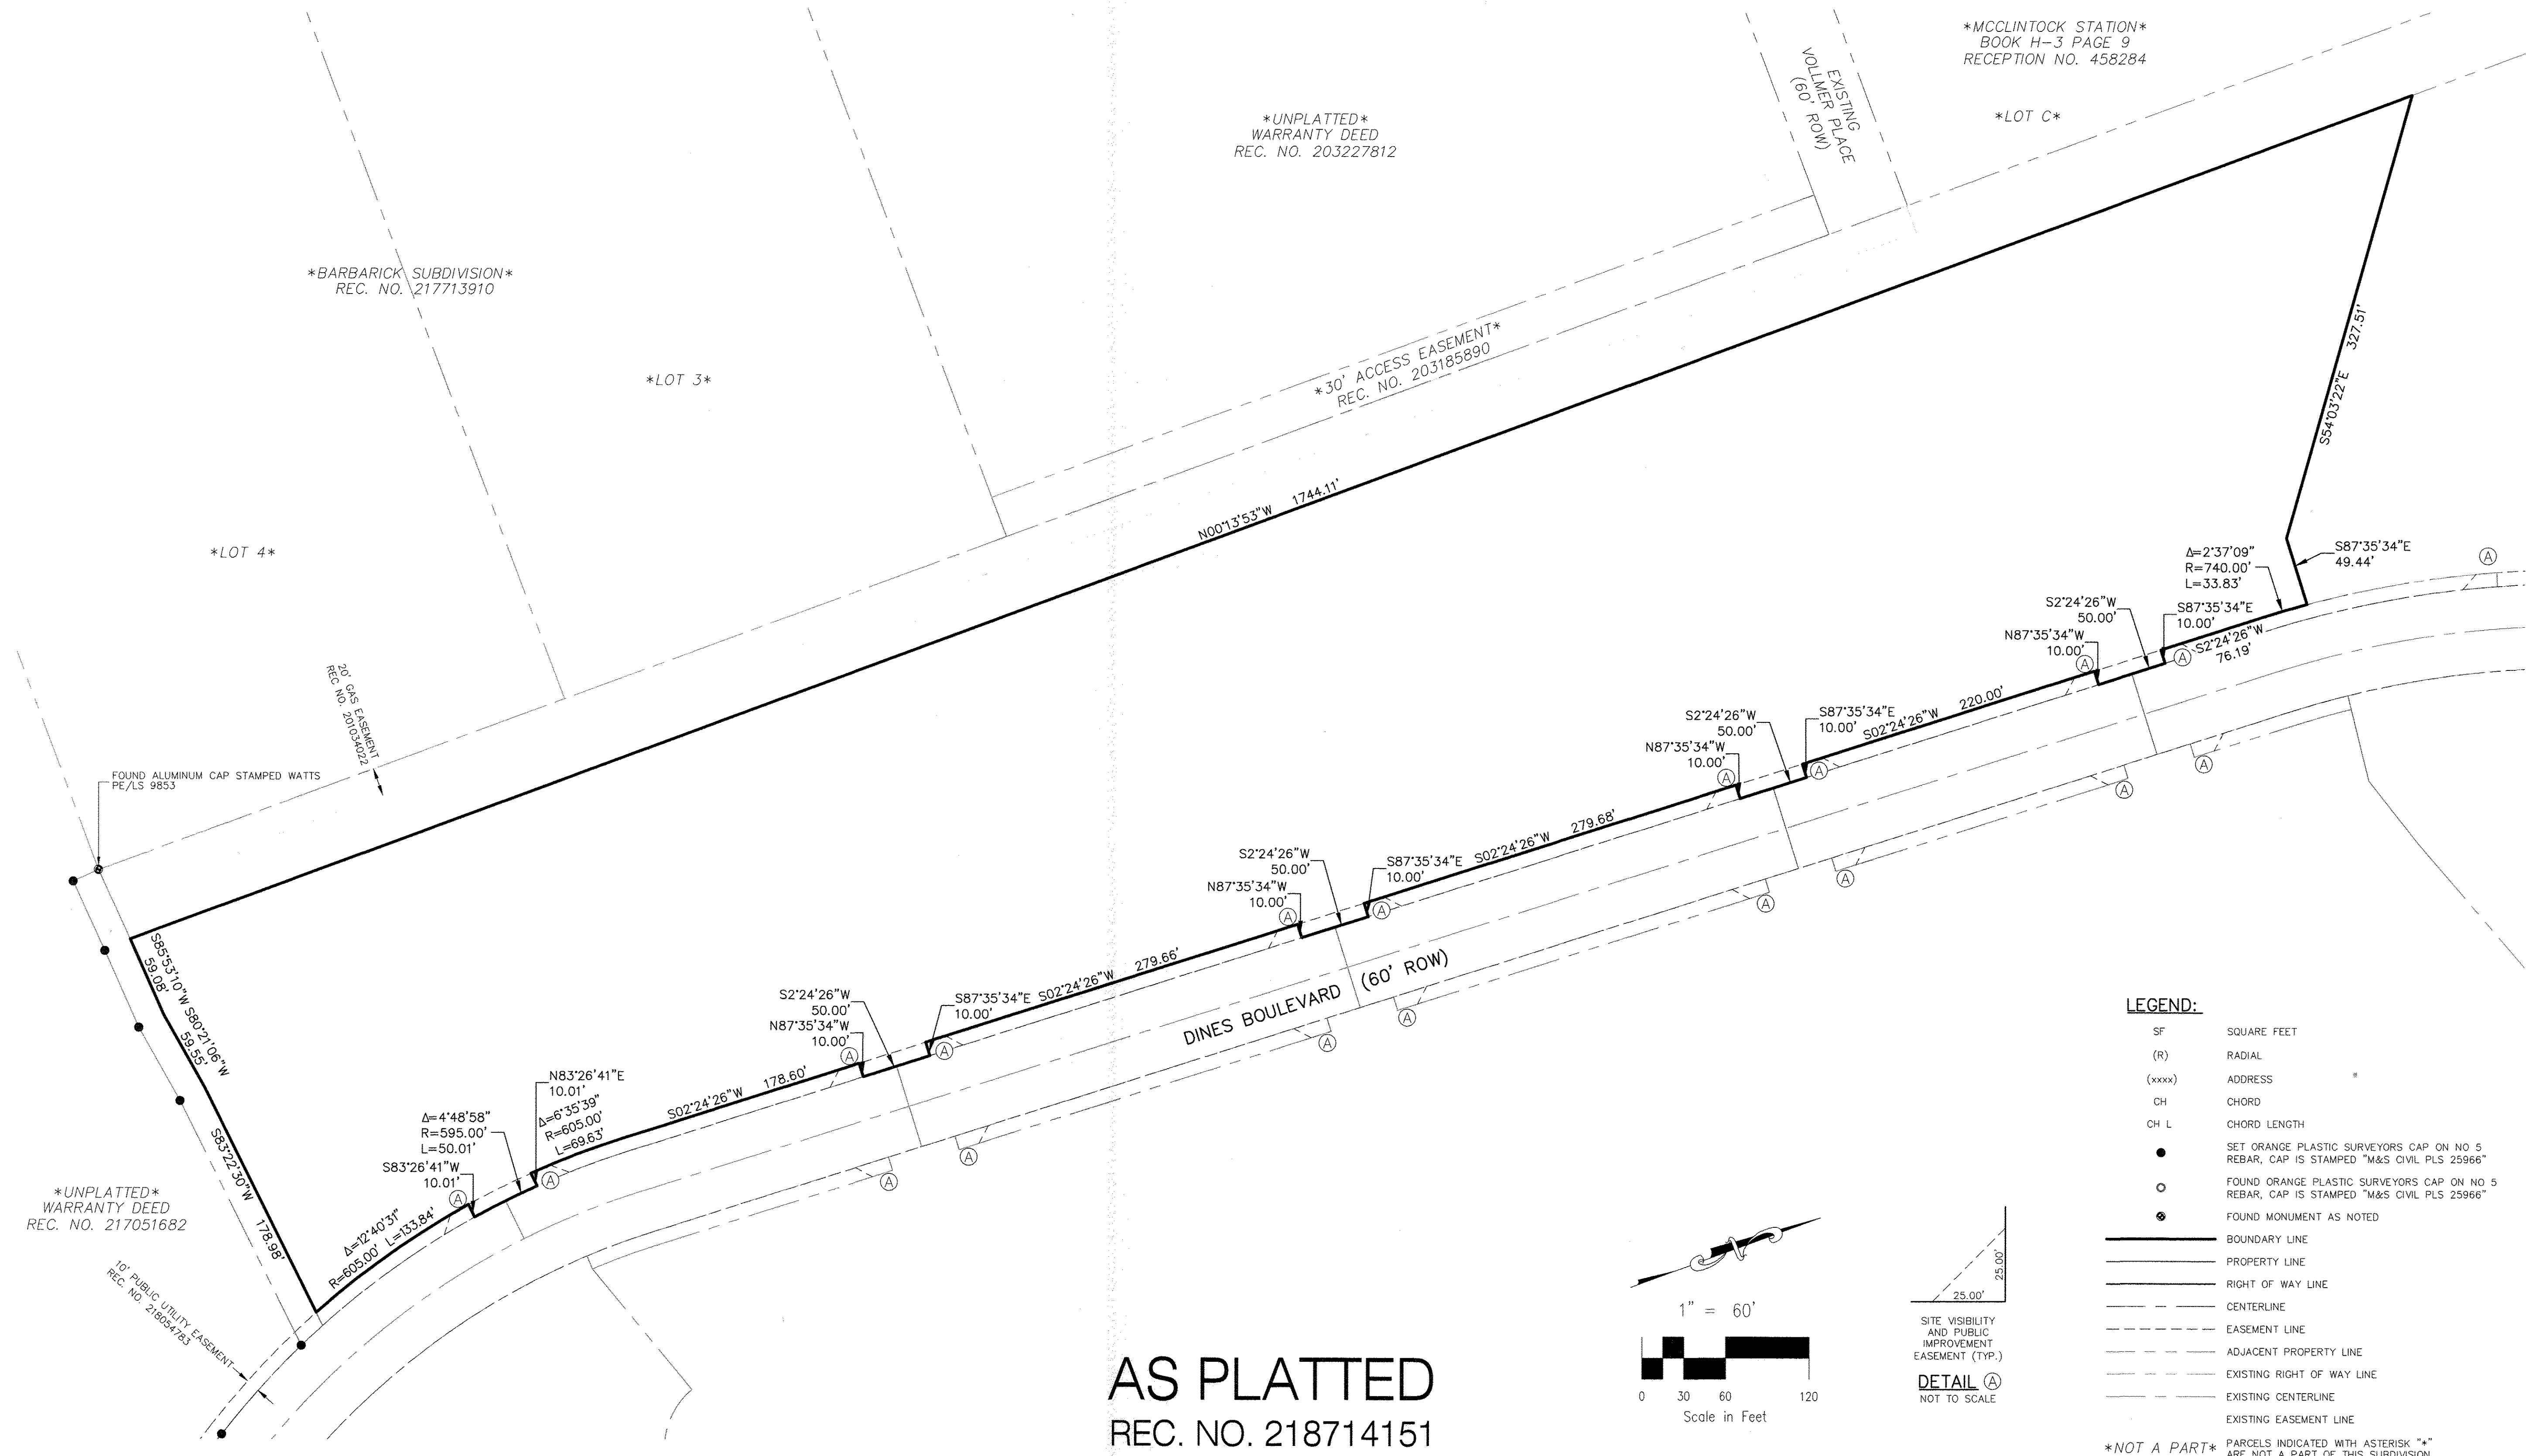 *MCCLINTOCK STATION*
BOOK H-3 PAGE 9
RECEPTION NO. 458284
*LOT C*
EXISTING
VOLLMER PLACE
(60' ROW)
*UNPLATTED*
WARRANTY DEED
REC. NO. 203227812
*BARBARICK SUBDIVISION*
REC. NO. 217713910
*LOT 3*
*LOT 4*
*30' ACCESS EASEMENT*
REC. NO. 203185890
N00°13'53"W 1744.11'
S54°03'22"E 327.51'
S87°35'34"E
49.44'
Δ=2°37'09"
R=740.00'
L=33.83'
A
S87°35'34"E
10.00'
S2°24'26"W
76.19'
S2°24'26"W
50.00'
N87°35'34"W
10.00'
A
A
S02°24'26"W 220.00'
S87°35'34"E
10.00'
S2°24'26"W
50.00'
N87°35'34"W
10.00'
A
A
A
A
S02°24'26"W 279.68'
S87°35'34"E
10.00'
S2°24'26"W
50.00'
N87°35'34"W
10.00'
A
A
A
A
S02°24'26"W 279.66'
S87°35'34"E
10.00'
S2°24'26"W
50.00'
N87°35'34"W
10.00'
A
A
A
A
DINES BOULEVARD (60' ROW)
S02°24'26"W 178.60'
N83°26'41"E
10.01'
Δ=6°35'39"
R=605.00'
L=69.63'
Δ=4°48'58"
R=595.00'
L=50.01'
S83°26'41"W
10.01'
A
A
A
A
Δ=12°40'31"
R=605.00' L=133.84'
20' GAS EASEMENT
REC NO. 201034022
FOUND ALUMINUM CAP STAMPED WATTS
PE/LS 9853
S85°53'10"W
59.08'
S80°21'06"W
59.55'
S83°22'30"W 178.98'
*UNPLATTED*
WARRANTY DEED
REC. NO. 217051682
10' PUBLIC UTILITY EASEMENT
REC. NO. 218054783
AS PLATTED
REC. NO. 218714151
1" = 60'
0 30 60 120
Scale in Feet
25.00'
25.00'
SITE VISIBILITY
AND PUBLIC
IMPROVEMENT
EASEMENT (TYP.)
DETAIL A
NOT TO SCALE
LEGEND:
SF SQUARE FEET
(R) RADIAL
(xxxx) ADDRESS
CH CHORD
CH L CHORD LENGTH
SET ORANGE PLASTIC SURVEYORS CAP ON NO 5
REBAR, CAP IS STAMPED "M&S CIVIL PLS 25966"
FOUND ORANGE PLASTIC SURVEYORS CAP ON NO 5
REBAR, CAP IS STAMPED "M&S CIVIL PLS 25966"
FOUND MONUMENT AS NOTED
BOUNDARY LINE
PROPERTY LINE
RIGHT OF WAY LINE
CENTERLINE
EASEMENT LINE
ADJACENT PROPERTY LINE
EXISTING RIGHT OF WAY LINE
EXISTING CENTERLINE
EXISTING EASEMENT LINE
*NOT A PART* PARCELS INDICATED WITH ASTERISK "*"
ARE NOT A PART OF THIS SUBDIVISION